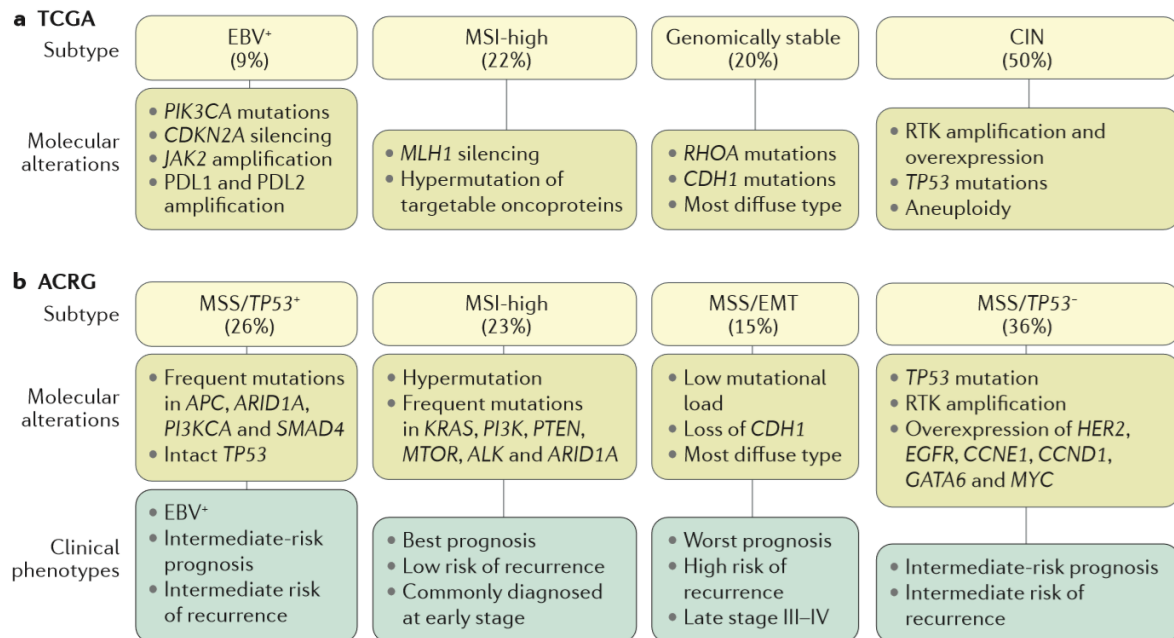 a TCGA
Subtype
EBV⁺
(9%)
MSI-high
(22%)
Genomically stable
(20%)
CIN
(50%)
Molecular
alterations
• PIK3CA mutations
• CDKN2A silencing
• JAK2 amplification
• PDL1 and PDL2
amplification
• MLH1 silencing
• Hypermutation of
targetable oncoproteins
• RHOA mutations
• CDH1 mutations
• Most diffuse type
• RTK amplification and
overexpression
• TP53 mutations
• Aneuploidy
b ACRG
Subtype
MSS/TP53⁺
(26%)
MSI-high
(23%)
MSS/EMT
(15%)
MSS/TP53⁻
(36%)
Molecular
alterations
• Frequent mutations
in APC, ARID1A,
PI3KCA and SMAD4
• Intact TP53
• Hypermutation
• Frequent mutations
in KRAS, PI3K, PTEN,
MTOR, ALK and ARID1A
• Low mutational
load
• Loss of CDH1
• Most diffuse type
• TP53 mutation
• RTK amplification
• Overexpression of HER2,
EGFR, CCNE1, CCND1,
GATA6 and MYC
Clinical
phenotypes
• EBV⁺
• Intermediate-risk
prognosis
• Intermediate risk
of recurrence
• Best prognosis
• Low risk of recurrence
• Commonly diagnosed
at early stage
• Worst prognosis
• High risk of
recurrence
• Late stage III–IV
• Intermediate-risk prognosis
• Intermediate risk of
recurrence